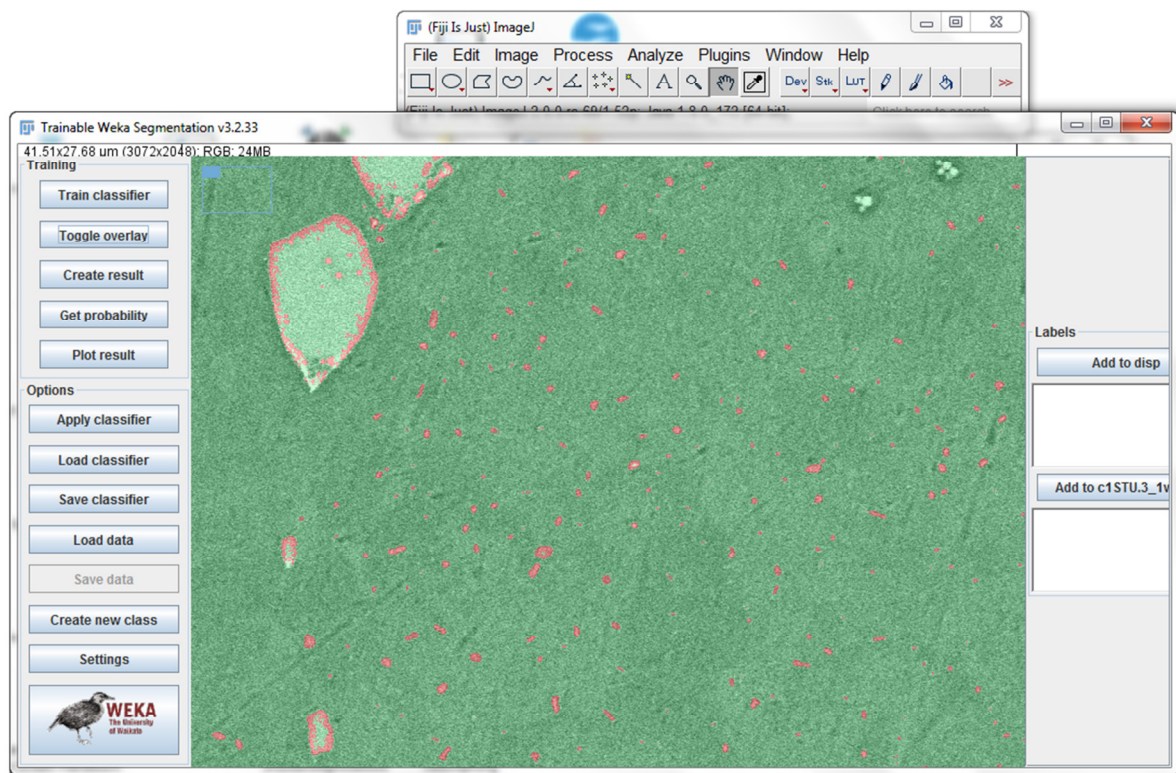 (Fiji Is Just) ImageJ
File Edit Image Process Analyze Plugins Window Help
Dev Stk LUT >>
Trainable Weka Segmentation v3.2.33
41.51x27.68 um (3072x2048); RGB; 24MB
Training
Train classifier
Toggle overlay
Create result
Get probability
Plot result
Options
Apply classifier
Load classifier
Save classifier
Load data
Save data
Create new class
Settings
WEKA
The University
of Waikato
Labels
Add to disp
Add to c1STU.3_1w